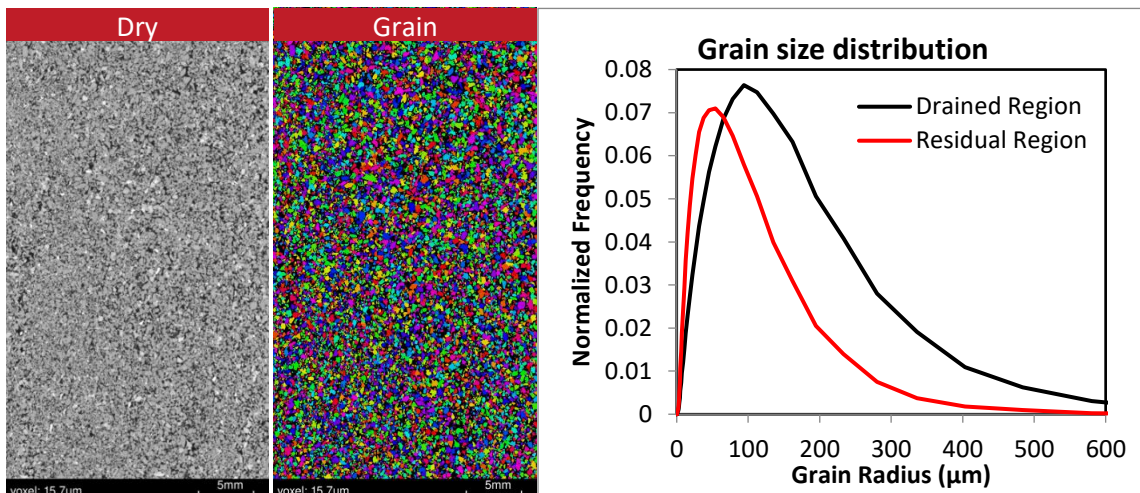 Dry
Grain
voxel: 15.7µm
5mm
voxel: 15.7µm
5mm
Grain size distribution
Normalized Frequency
0.08
0.07
0.06
0.05
0.04
0.03
0.02
0.01
0
Drained Region
Residual Region
0 100 200 300 400 500 600
Grain Radius (µm)